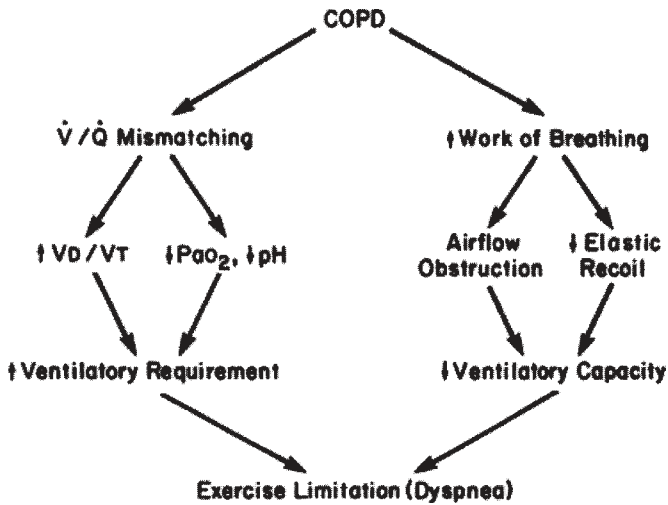 COPD
V̇/Q̇ Mismatching
↑Work of Breathing
↑VD/VT
↓PaO2, ↓pH
Airflow
Obstruction
↓ Elastic
Recoil
↑Ventilatory Requirement
↓Ventilatory Capacity
Exercise Limitation (Dyspnea)